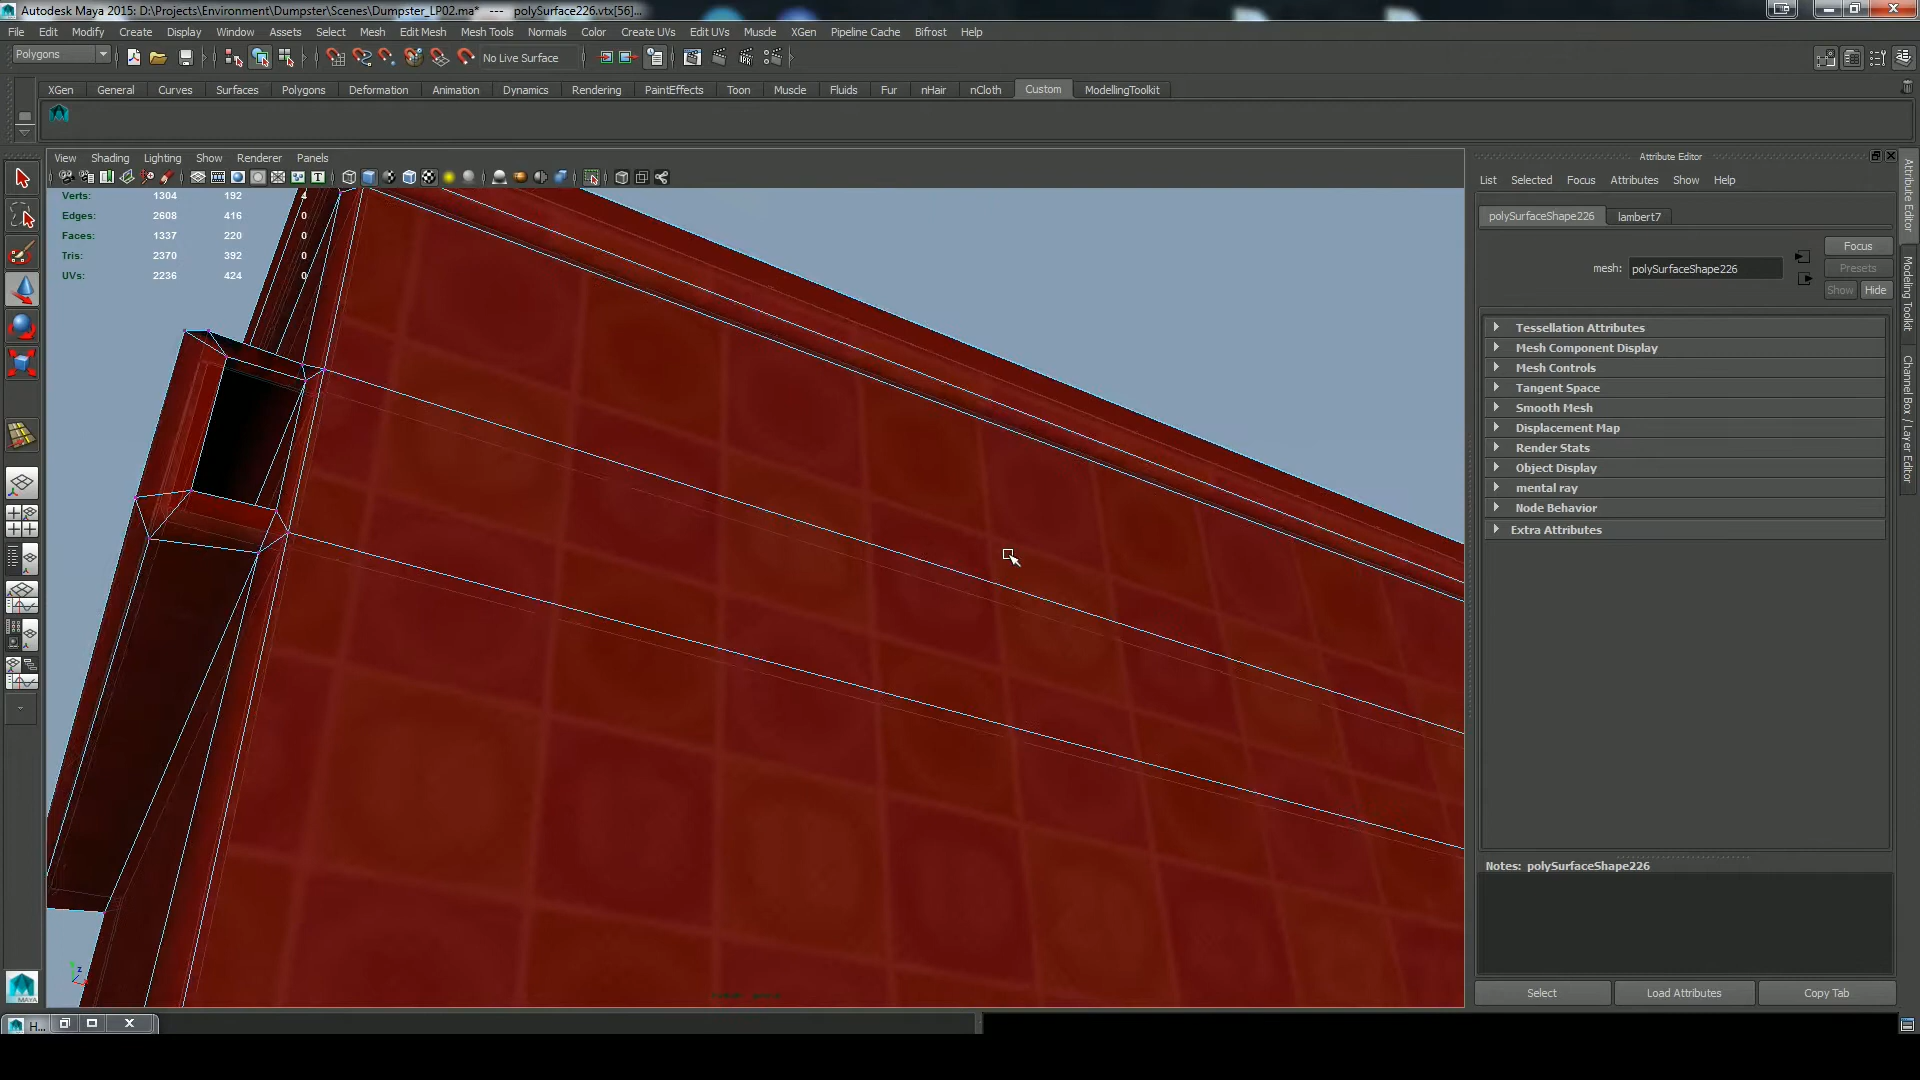 Autodesk Maya 2015: D:\Projects\Environment\Dumpster\Scenes\Dumpster_LP02.ma* --- polySurface226.vtx[56]...
File Edit Modify Create Display Window Assets Select Mesh Edit Mesh Mesh Tools Normals Color Create UVs Edit UVs Muscle XGen Pipeline Cache Bifrost Help
Polygons No Live Surface
XGen General Curves Surfaces Polygons Deformation Animation Dynamics Rendering PaintEffects Toon Muscle Fluids Fur nHair nCloth Custom ModellingToolkit
View Shading Lighting Show Renderer Panels
Verts: 1304 192 4
Edges: 2608 416 0
Faces: 1337 220 0
Tris: 2370 392 0
UVs: 2236 424 0
Attribute Editor
List Selected Focus Attributes Show Help
polySurfaceShape226 lambert7
Focus
mesh: polySurfaceShape226 Presets
Show Hide
Tessellation Attributes
Mesh Component Display
Mesh Controls
Tangent Space
Smooth Mesh
Displacement Map
Render Stats
Object Display
mental ray
Node Behavior
Extra Attributes
Notes: polySurfaceShape226
Select Load Attributes Copy Tab
Attribute Editor
Modeling Toolkit
Channel Box / Layer Editor
z
MAYA
H...